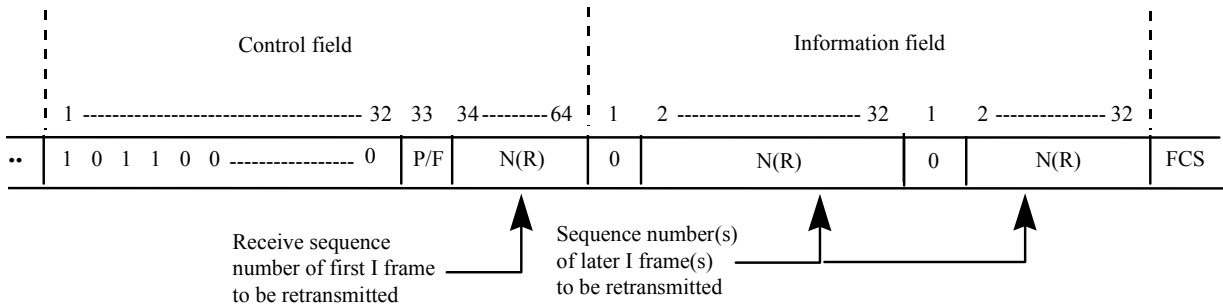 Control field Information field
1 ------------------------------------ 32 33 34 ---------64 1 2 ------------------------- 32 1 2 ---------------- 32
•• 1 0 1 1 0 0 ---------------- 0 P/F N(R) 0 N(R) 0 N(R) FCS
Receive sequence
number of first I frame
to be retransmitted
Sequence number(s)
of later I frame(s)
to be retransmitted